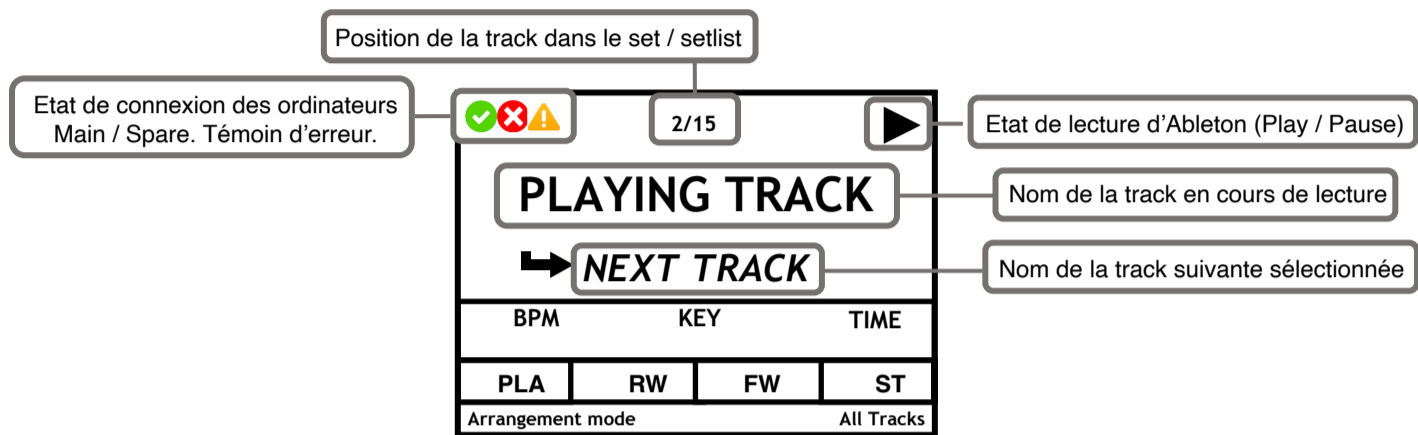 Position de la track dans le set / setlist
Etat de connexion des ordinateurs
Main / Spare. Témoin d'erreur.
2/15
Etat de lecture d'Ableton (Play / Pause)
PLAYING TRACK
Nom de la track en cours de lecture
NEXT TRACK
Nom de la track suivante sélectionnée
BPM KEY TIME
PLA RW FW ST
Arrangement mode All Tracks